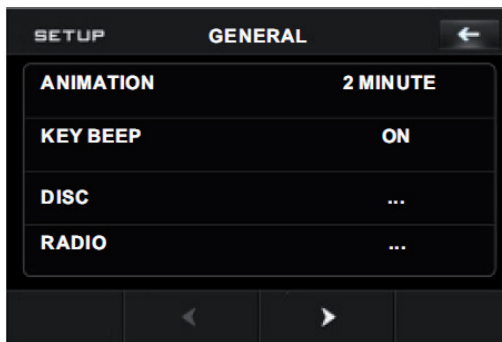 SETUP GENERAL
ANIMATION 2 MINUTE
KEY BEEP ON
DISC ...
RADIO ...